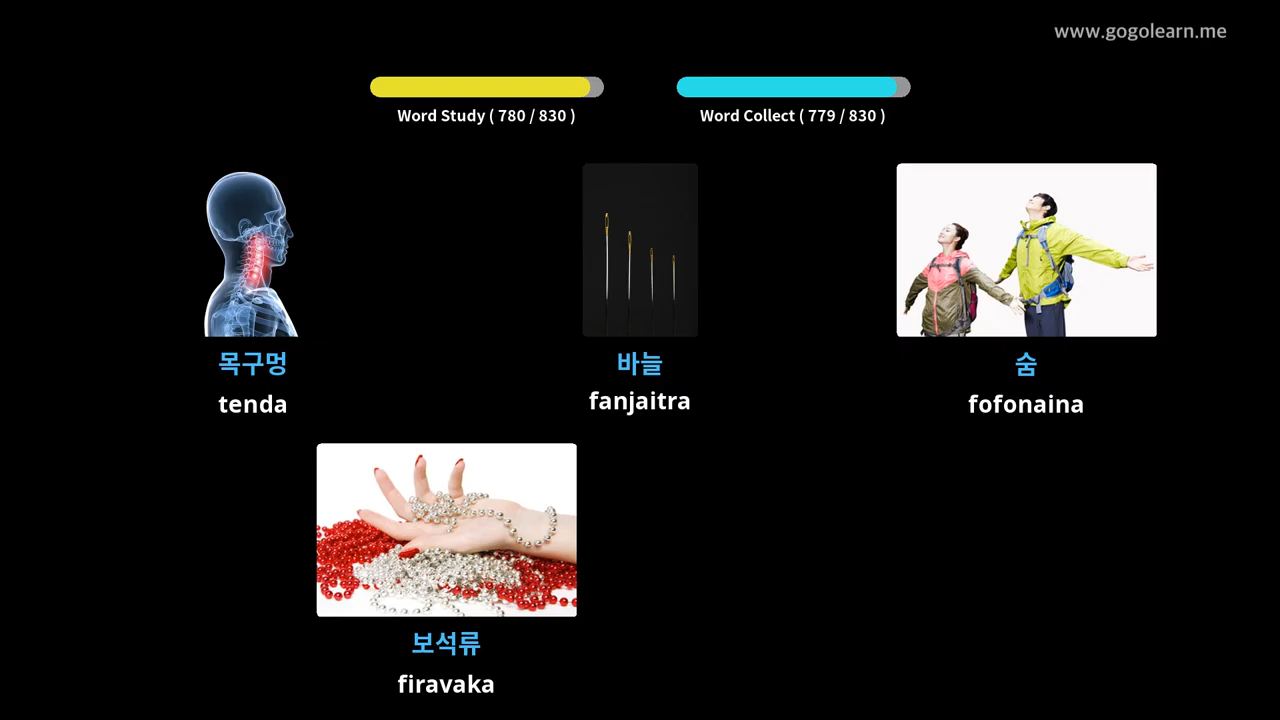 www.gogolearn.me
Word Study ( 780 / 830 )
Word Collect ( 779 / 830 )
목구멍
tenda
바늘
fanjaitra
숨
fofonaina
보석류
firavaka